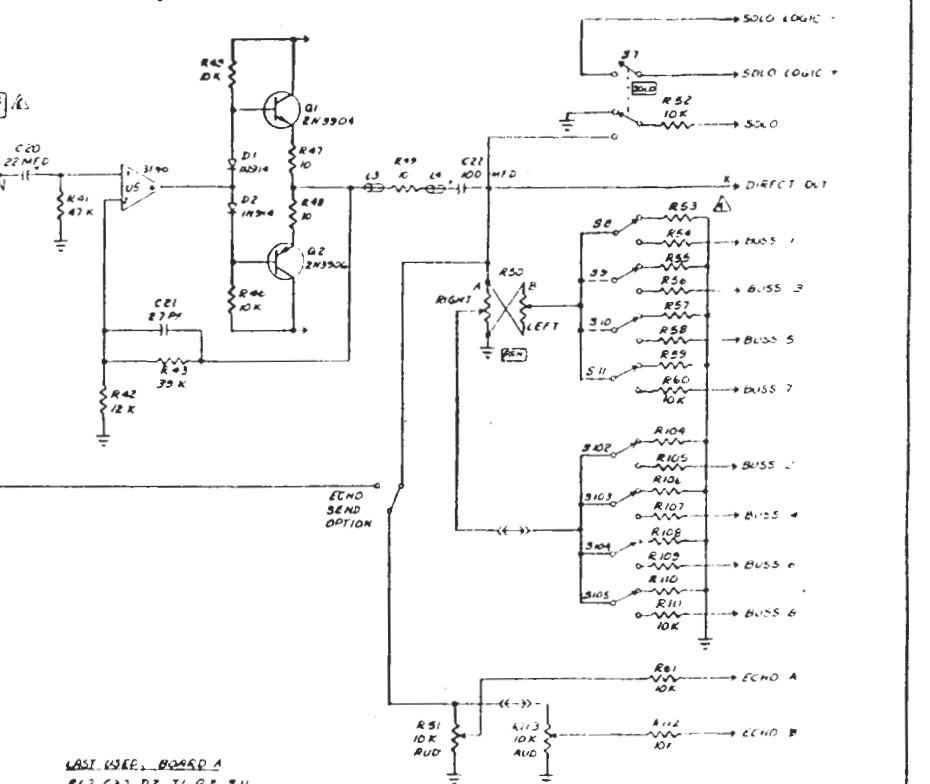 SOLO LOGIC -
S7
SOLO LOGIC +
SOLO
R52
10K
SOLO
R45
10K
Q1
2N3904
C20
22 MFD
3140
U5
R41
47K
D1
1N914
D2
1N914
R47
10
R48
10
L3
R49
10
L4
C22
100
MFD
DIRECT OUT
Q2
2N3906
R46
10K
C21
27 PF
R43
39K
R42
12K
R50
A
B
RIGHT
LEFT
PAN
S8
R53
R54
BUSS 1
S9
R55
R56
BUSS 3
S10
R57
R58
BUSS 5
S11
R59
R60
10K
BUSS 7
S102
R104
R105
BUSS
S103
R106
R107
BUSS 4
S104
R108
R109
BUSS 6
S105
R110
R111
10K
BUSS 8
ECHO
SEND
OPTION
R61
10K
ECHO A
R51
10K
AUD
R113
10K
AUD
R112
ECHO B
LAST USED, BOARD A